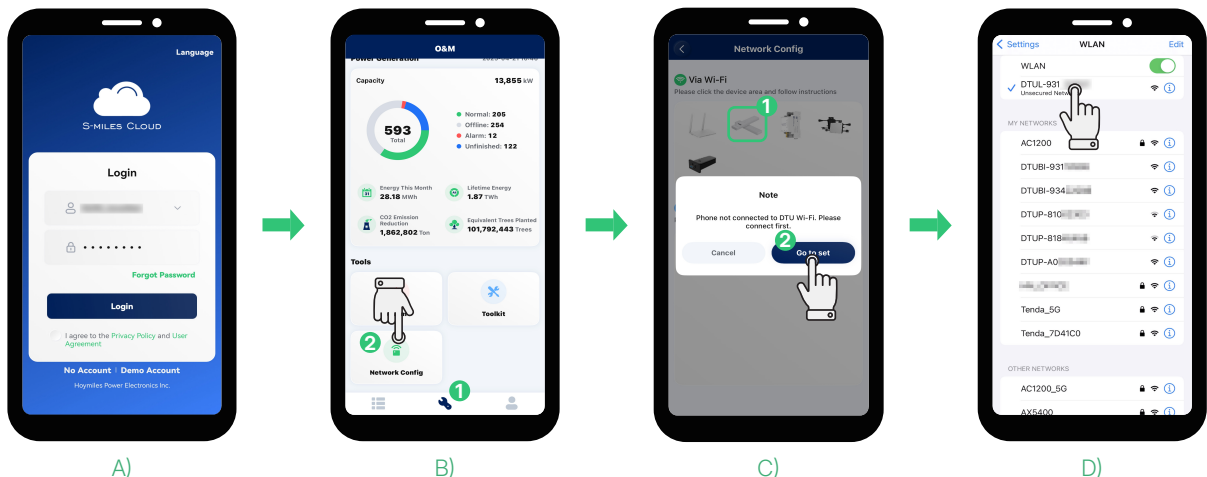 Language
S-MILES CLOUD
Login
Forgot Password
Login
I agree to the Privacy Policy and User
Agreement
No Account | Demo Account
Hoymiles Power Electronics Inc.
A)
O&M
Power Generation
Capacity
13,855 kW
593
Total
Normal: 205
Offline: 254
Alarm: 12
Unfinished: 122
Energy This Month
28.18 MWh
Lifetime Energy
1.87 TWh
CO2 Emission
Reduction
1,862,802 Ton
Equivalent Trees Planted
101,792,443 Trees
Tools
Toolkit
2
Network Config
1
B)
Network Config
Via Wi-Fi
Please click the device area and follow instructions
1
Note
Phone not connected to DTU Wi-Fi. Please
connect first.
2
Cancel
Go to set
C)
Settings
WLAN
Edit
WLAN
DTUL-931
Unsecured
MY NETWORKS
AC1200
DTUBI-931
DTUBI-934
DTUP-810
DTUP-818
DTUP-A0
Tenda_5G
Tenda_7D41C0
OTHER NETWORKS
AC1200_5G
AX5400
D)